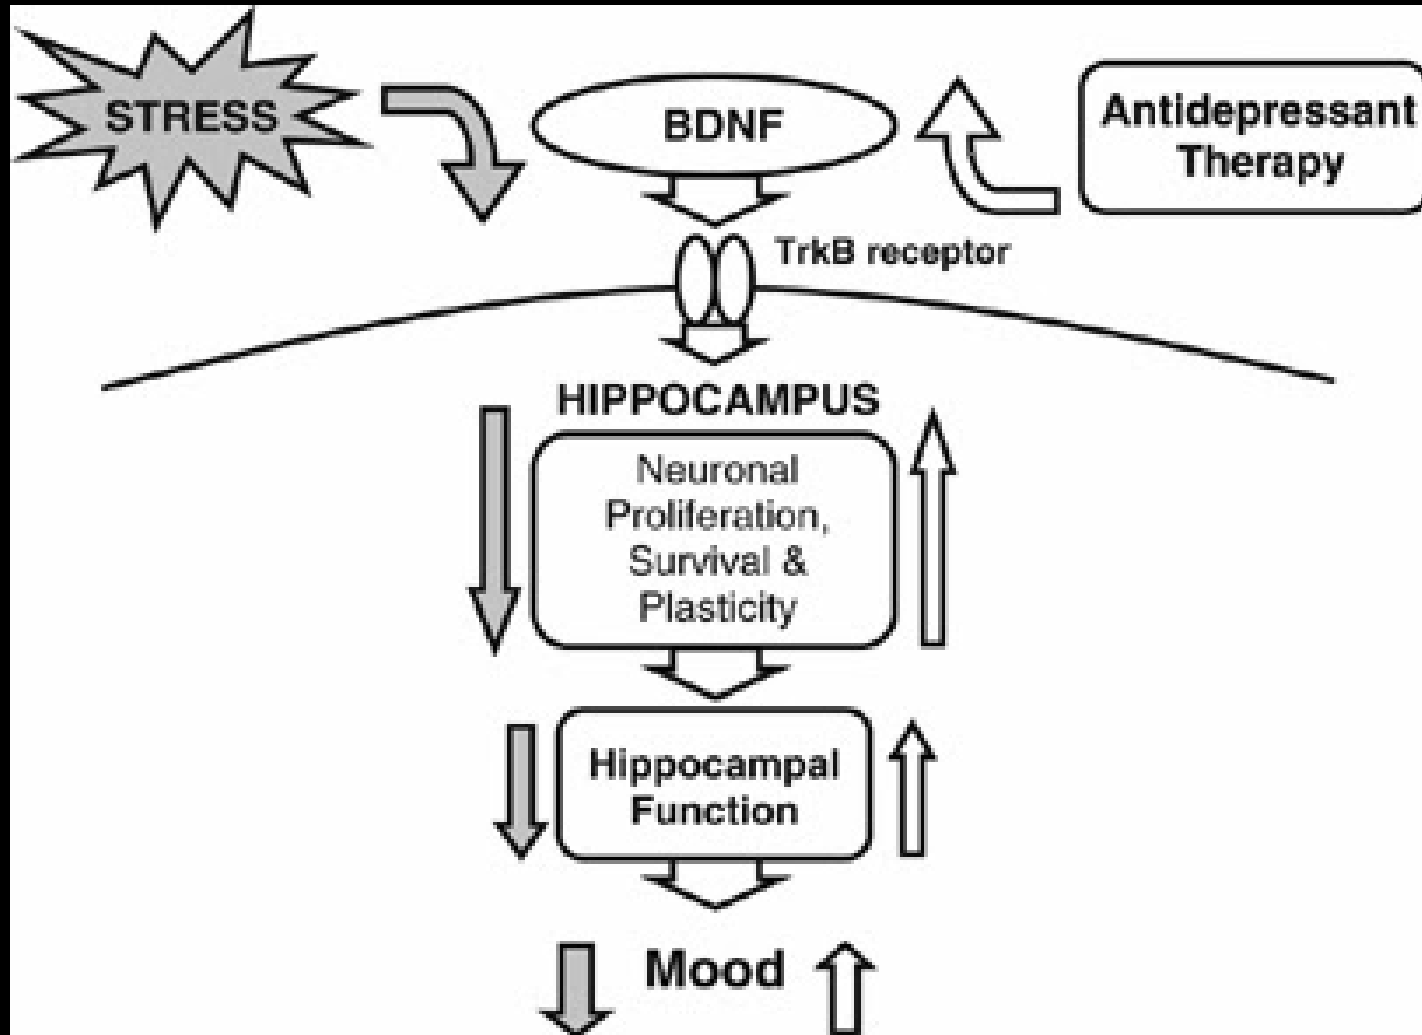 STRESS
BDNF
Antidepressant
Therapy
TrkB receptor
HIPPOCAMPUS
Neuronal
Proliferation,
Survival &
Plasticity
Hippocampal
Function
Mood